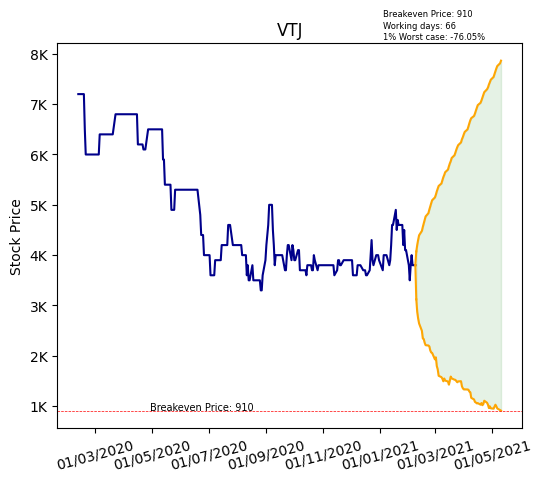 Breakeven Price: 910
Working days: 66
1% Worst case: -76.05%
VTJ
8K
7K
6K
5K
4K
3K
2K
1K
Stock Price
Breakeven Price: 910
01/03/2020
01/05/2020
01/07/2020
01/09/2020
01/11/2020
01/01/2021
01/03/2021
01/05/2021